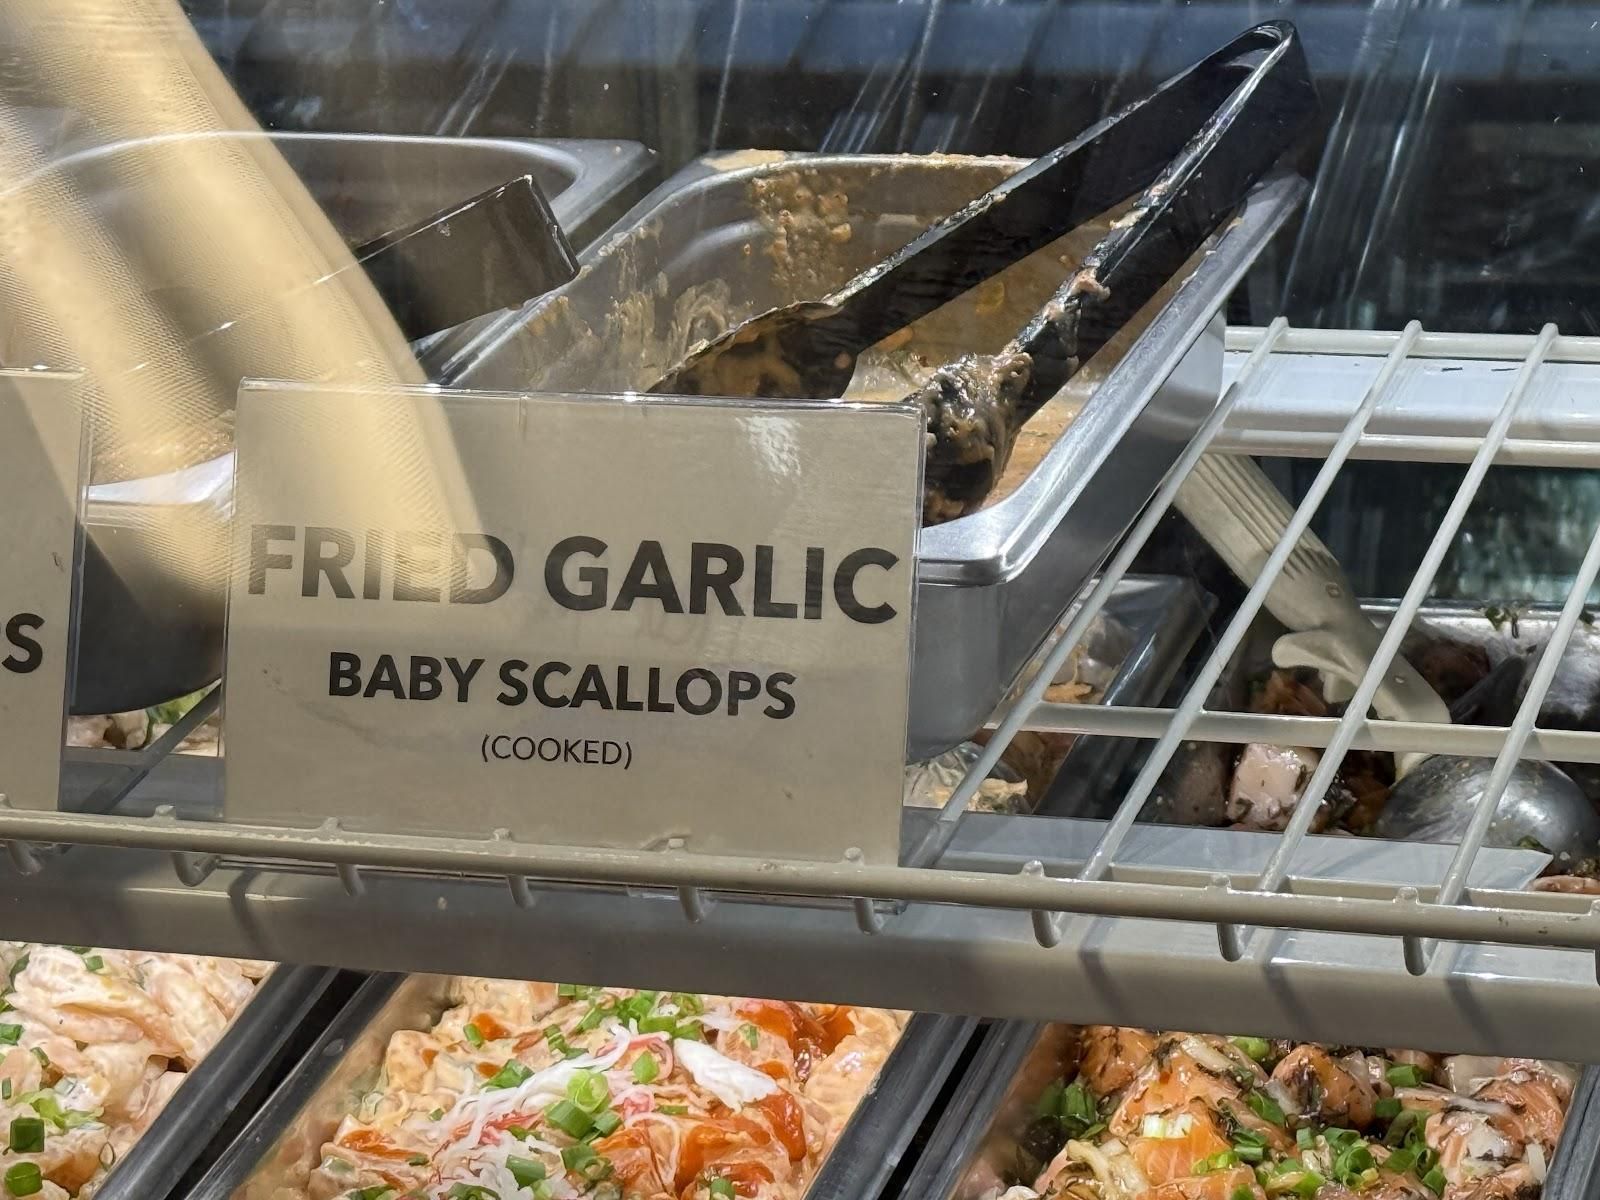 FRIED GARLIC
BABY SCALLOPS
(COOKED)